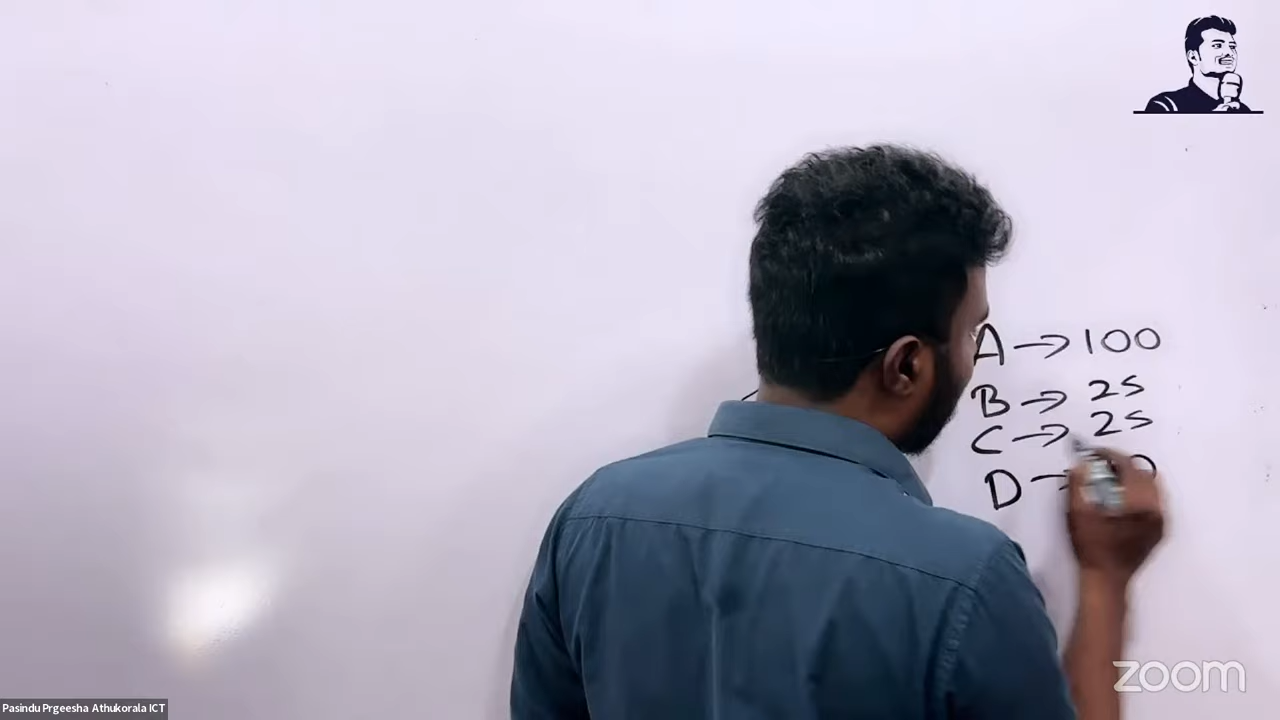 A → 100
B → 25
C → 25
D →
zoom
Pasindu Prgeesha Athukorala ICT